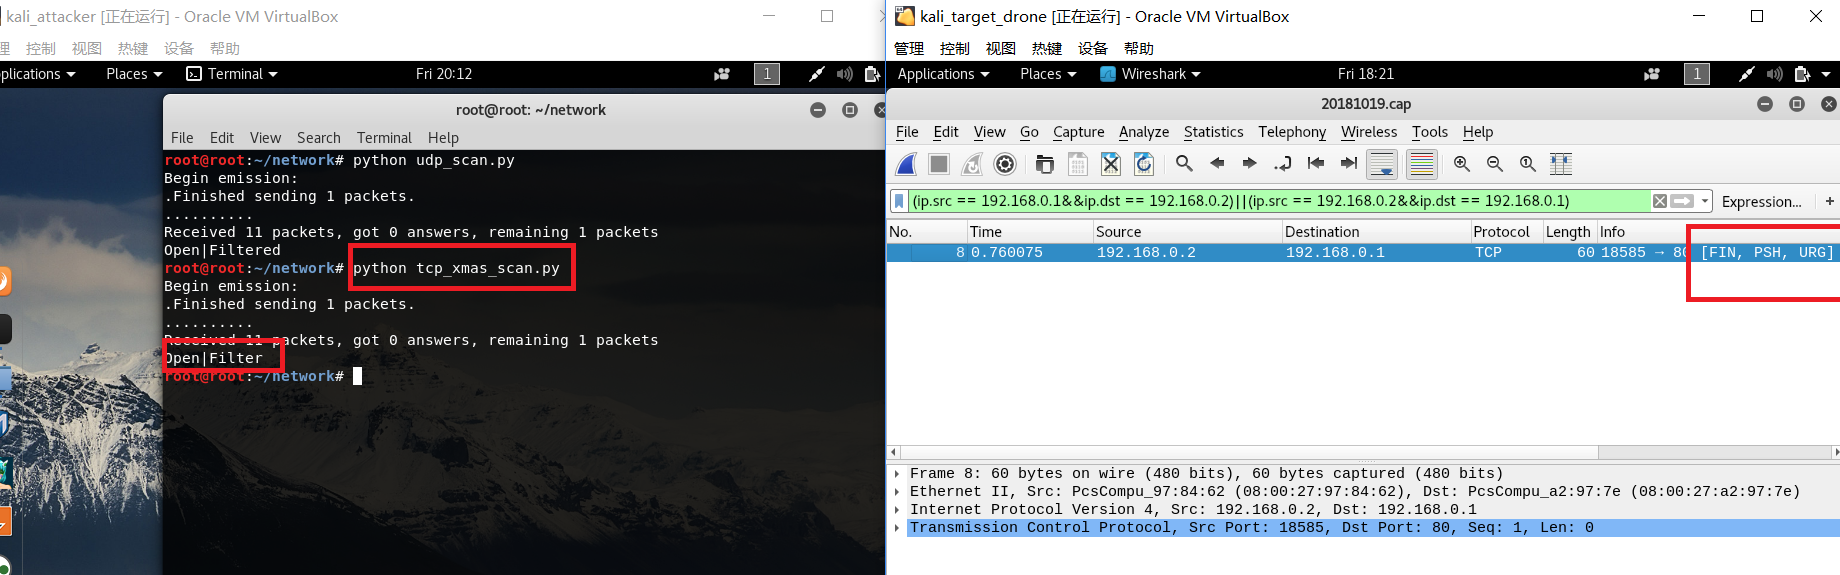 kali_attacker [正在运行] - Oracle VM VirtualBox
理 控制 视图 热键 设备 帮助
plications Places Terminal Fri 20:12 1
root@root: ~/network
File Edit View Search Terminal Help
root@root:~/network# python udp_scan.py
Begin emission:
.Finished sending 1 packets.
..........
Received 11 packets, got 0 answers, remaining 1 packets
Open|Filtered
root@root:~/network# python tcp_xmas_scan.py
Begin emission:
.Finished sending 1 packets.
..........
Received 11 packets, got 0 answers, remaining 1 packets
Open|Filter
root@root:~/network#
kali_target_drone [正在运行] - Oracle VM VirtualBox
管理 控制 视图 热键 设备 帮助
Applications Places Wireshark Fri 18:21 1
20181019.cap
File Edit View Go Capture Analyze Statistics Telephony Wireless Tools Help
(ip.src == 192.168.0.1&&ip.dst == 192.168.0.2)||(ip.src == 192.168.0.2&&ip.dst == 192.168.0.1) Expression... +
No. Time Source Destination Protocol Length Info
8 0.760075 192.168.0.2 192.168.0.1 TCP 60 18585 → 80 [FIN, PSH, URG]
Frame 8: 60 bytes on wire (480 bits), 60 bytes captured (480 bits)
Ethernet II, Src: PcsCompu_97:84:62 (08:00:27:97:84:62), Dst: PcsCompu_a2:97:7e (08:00:27:a2:97:7e)
Internet Protocol Version 4, Src: 192.168.0.2, Dst: 192.168.0.1
Transmission Control Protocol, Src Port: 18585, Dst Port: 80, Seq: 1, Len: 0